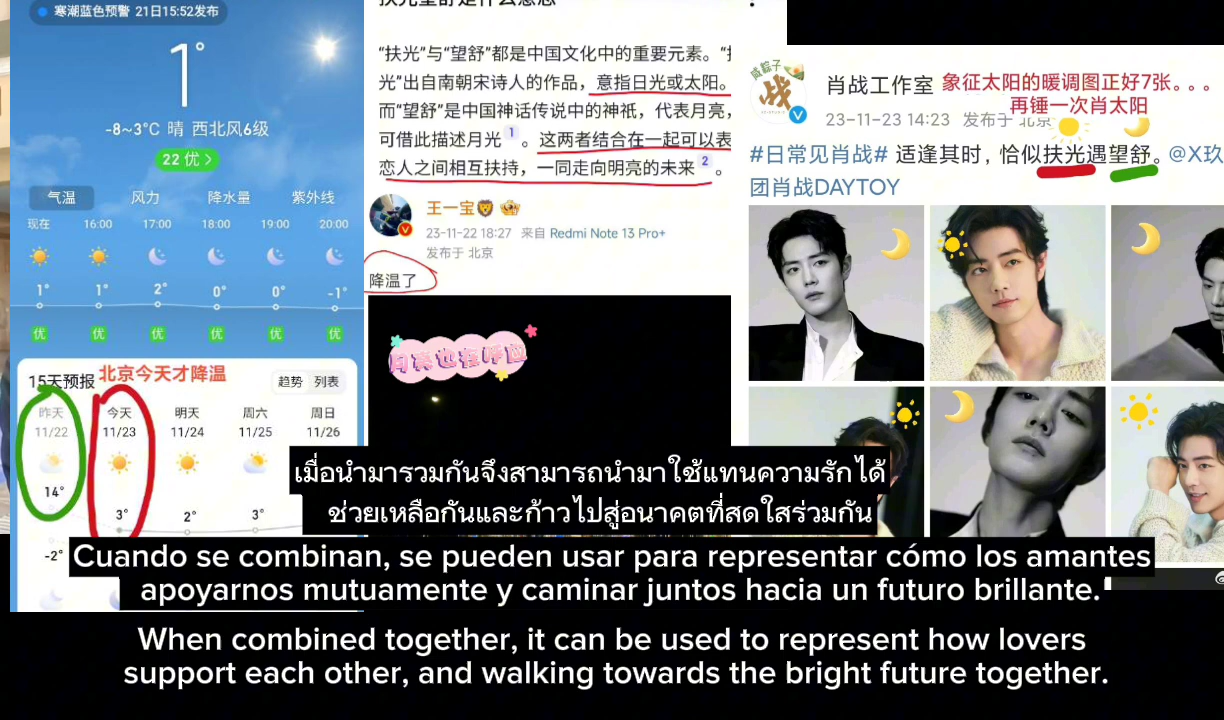 寒潮蓝色预警 21日15:52发布
1°
-8~3°C 晴 西北风6级
22 优 >
气温 风力 降水量 紫外线
现在 16:00 17:00 18:00 19:00 20:00
1° 1° 2° 0° 0° -1°
优 优 优 优 优 优
15天预报 北京今天才降温 趋势 列表
昨天 今天 明天 周六 周日
11/22 11/23 11/24 11/25 11/26
14° 3° 2° 3°
-2°
扶光望舒是什么意思
“扶光”与“望舒”都是中国文化中的重要元素。“扶
光”出自南朝宋诗人的作品，意指日光或太阳。
而“望舒”是中国神话传说中的神祇，代表月亮，
可借此描述月光1。这两者结合在一起可以表
恋人之间相互扶持，一同走向明亮的未来2。
王一宝
23-11-22 18:27 来自 Redmi Note 13 Pro+
发布于 北京
降温了
月亮也在呼应
肖战工作室 象征太阳的暖调图正好7张。。。
再锤一次肖太阳
23-11-23 14:23 发布于 北京
#日常见肖战# 适逢其时，恰似扶光遇望舒。@X玖
团肖战DAYTOY
เมื่อนำมารวมกันจึงสามารถนำมาใช้แทนความรักได้
ช่วยเหลือกันและก้าวไปสู่อนาคตที่สดใสร่วมกัน
Cuando se combinan, se pueden usar para representar cómo los amantes
apoyarnos mutuamente y caminar juntos hacia un futuro brillante.
When combined together, it can be used to represent how lovers
support each other, and walking towards the bright future together.